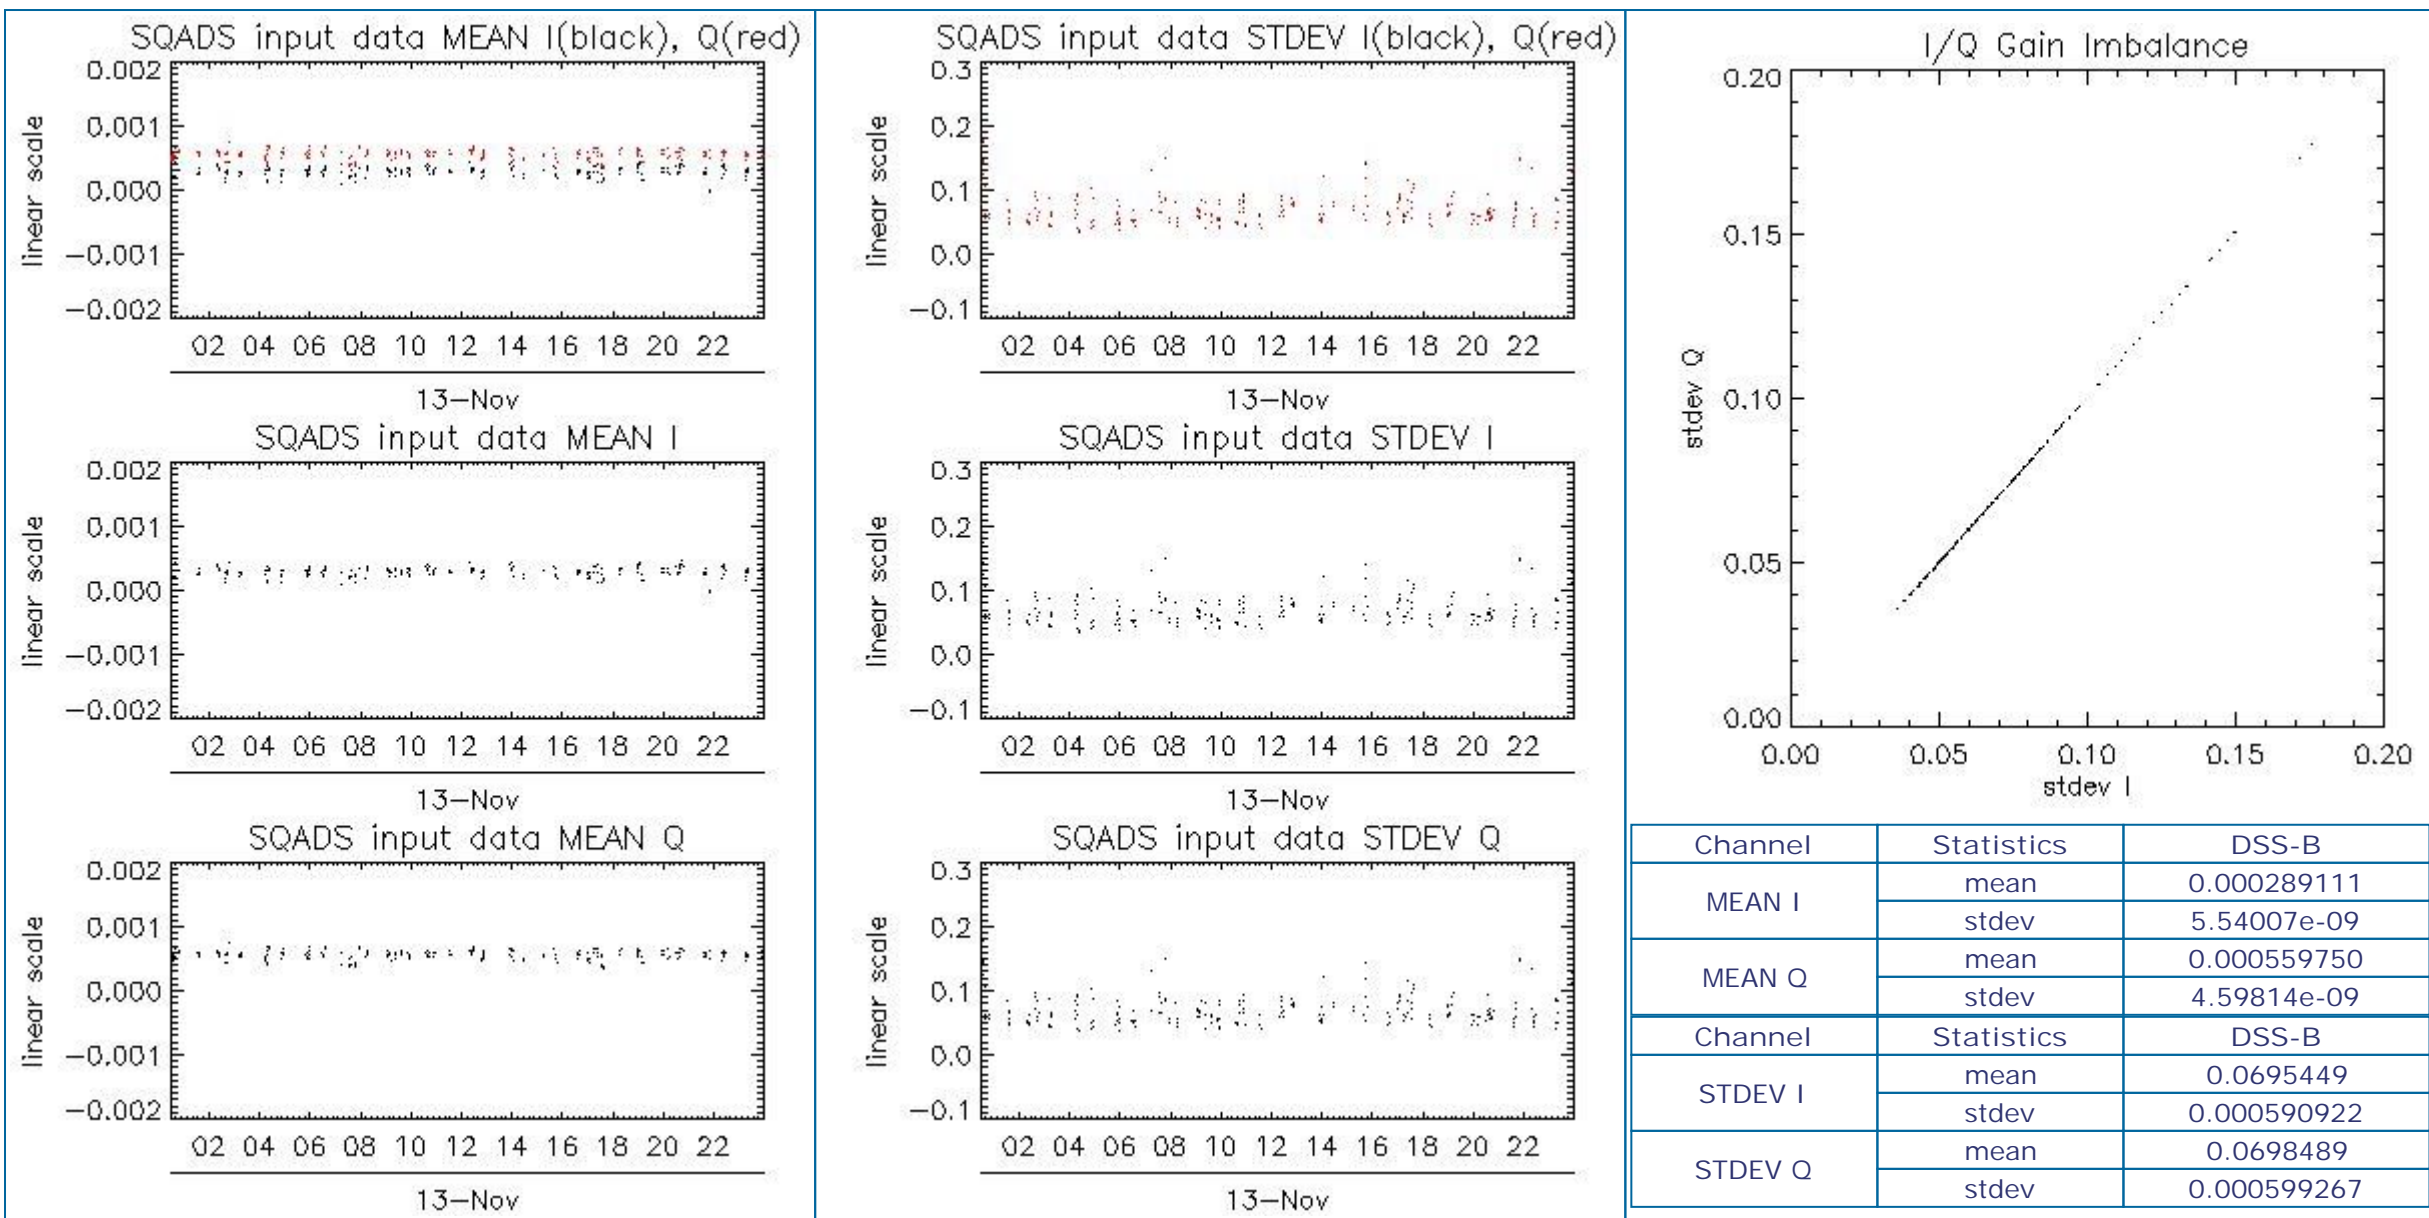 SQADS input data MEAN I(black), Q(red)
linear scale
0.002
0.001
0.000
−0.001
−0.002
02 04 06 08 10 12 14 16 18 20 22
13−Nov
SQADS input data MEAN I
linear scale
0.002
0.001
0.000
−0.001
−0.002
02 04 06 08 10 12 14 16 18 20 22
13−Nov
SQADS input data MEAN Q
linear scale
0.002
0.001
0.000
−0.001
−0.002
02 04 06 08 10 12 14 16 18 20 22
13−Nov
SQADS input data STDEV I(black), Q(red)
linear scale
0.3
0.2
0.1
0.0
−0.1
02 04 06 08 10 12 14 16 18 20 22
13−Nov
SQADS input data STDEV I
linear scale
0.3
0.2
0.1
0.0
−0.1
02 04 06 08 10 12 14 16 18 20 22
13−Nov
SQADS input data STDEV Q
linear scale
0.3
0.2
0.1
0.0
−0.1
02 04 06 08 10 12 14 16 18 20 22
13−Nov
I/Q Gain Imbalance
stdev Q
0.20
0.15
0.10
0.05
0.00
0.00 0.05 0.10 0.15 0.20
stdev I
Channel Statistics DSS-B
MEAN I mean 0.000289111
stdev 5.54007e-09
MEAN Q mean 0.000559750
stdev 4.59814e-09
Channel Statistics DSS-B
STDEV I mean 0.0695449
stdev 0.000590922
STDEV Q mean 0.0698489
stdev 0.000599267